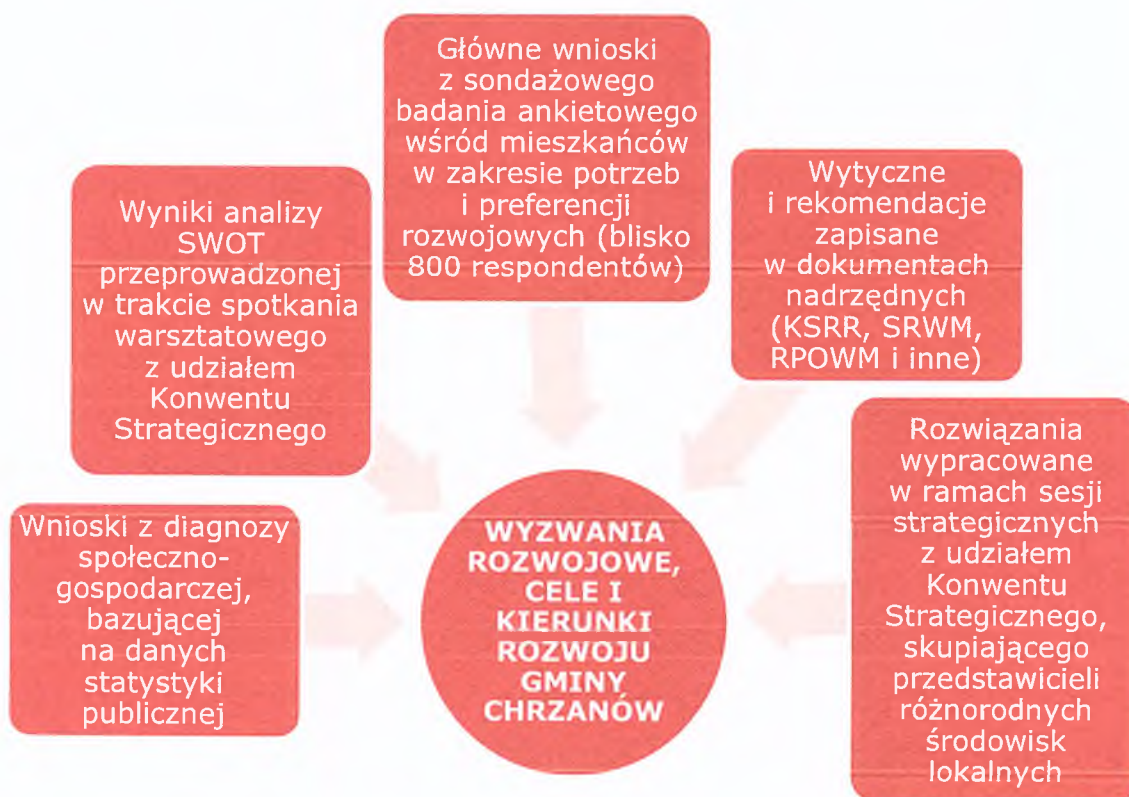 Główne wnioski
z sondażowego
badania ankietowego
wśród mieszkańców
w zakresie potrzeb
i preferencji
rozwojowych (blisko
800 respondentów)
Wyniki analizy
SWOT
przeprowadzonej
w trakcie spotkania
warsztatowego
z udziałem
Konwentu
Strategicznego
Wytyczne
i rekomendacje
zapisane
w dokumentach
nadrzędnych
(KSRR, SRWM,
RPOWM i inne)
Wnioski z diagnozy
społeczno-
gospodarczej,
bazującej
na danych
statystyki
publicznej
WYZWANIA
ROZWOJOWE,
CELE I
KIERUNKI
ROZWOJU
GMINY
CHRZANÓW
Rozwiązania
wypracowane
w ramach sesji
strategicznych
z udziałem
Konwentu
Strategicznego,
skupiającego
przedstawicieli
różnorodnych
środowisk
lokalnych